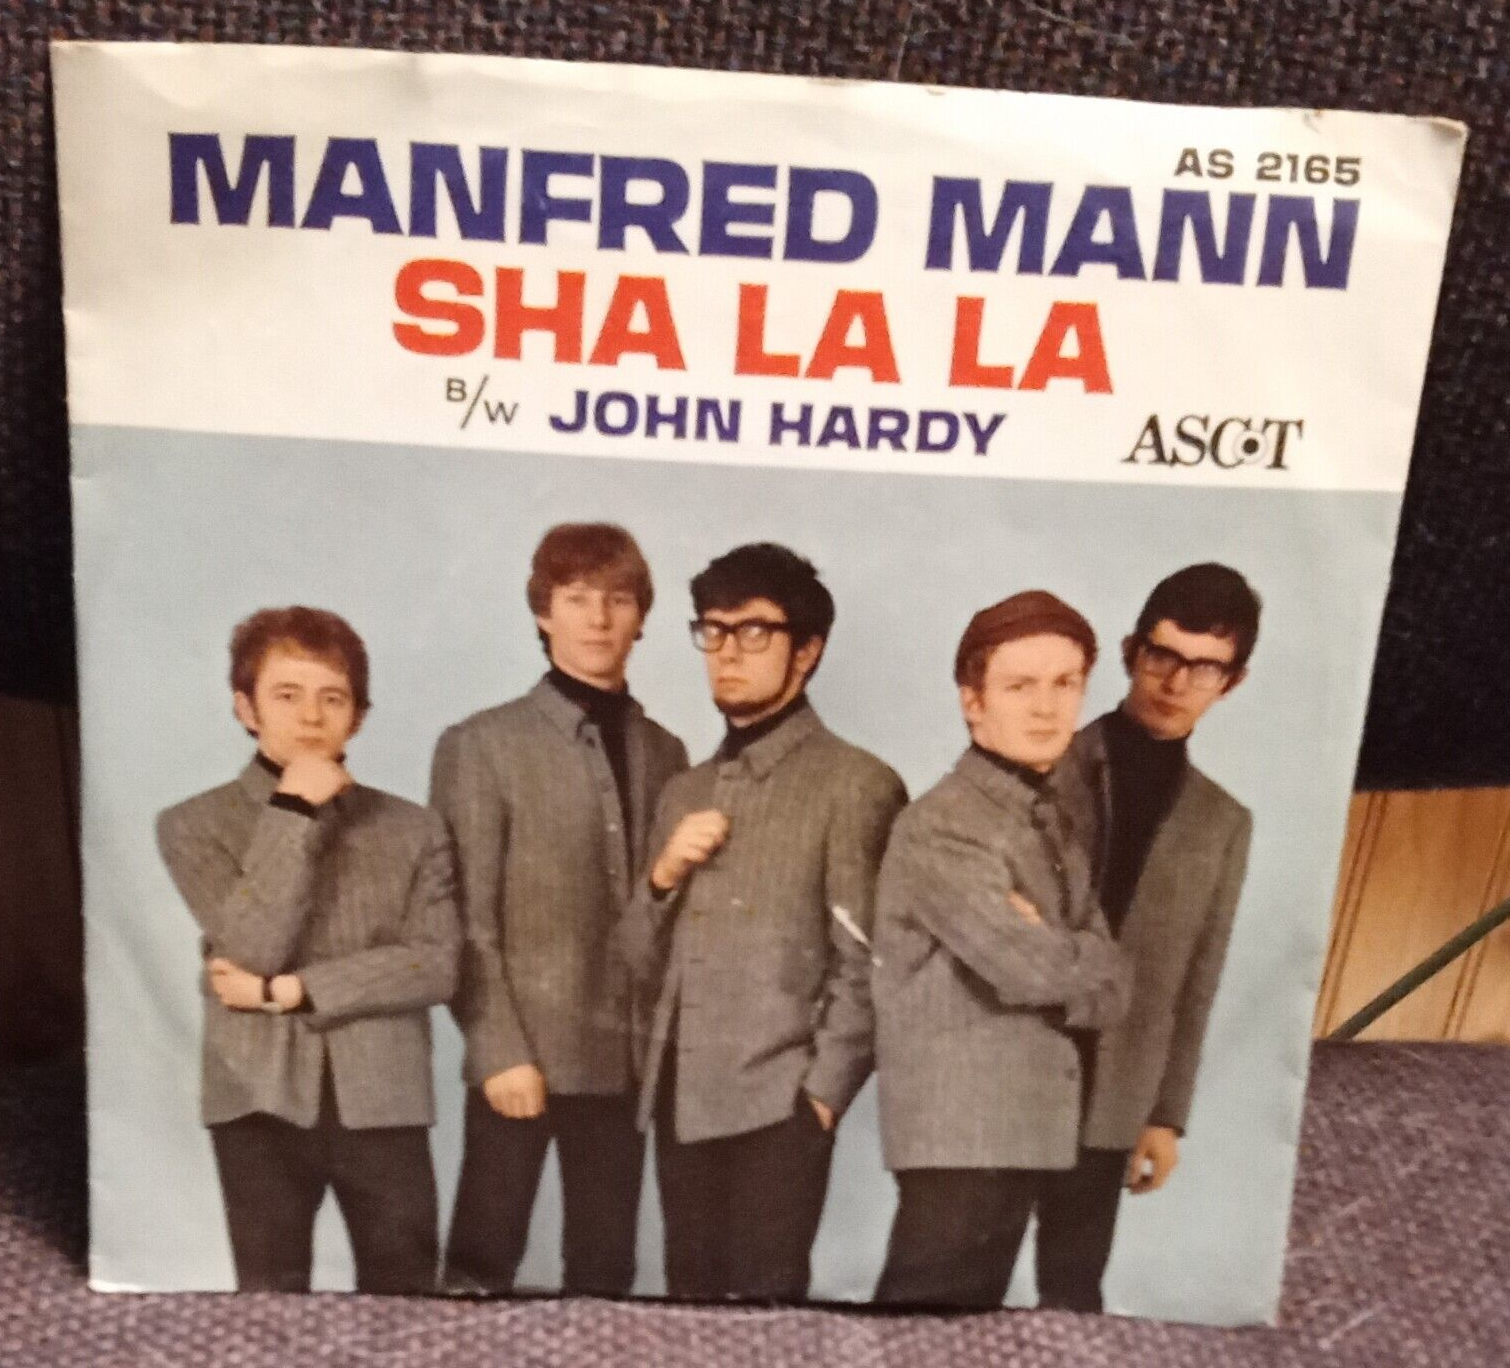 AS 2165
MANFRED MANN
SHA LA LA
B/W JOHN HARDY
ASCOT